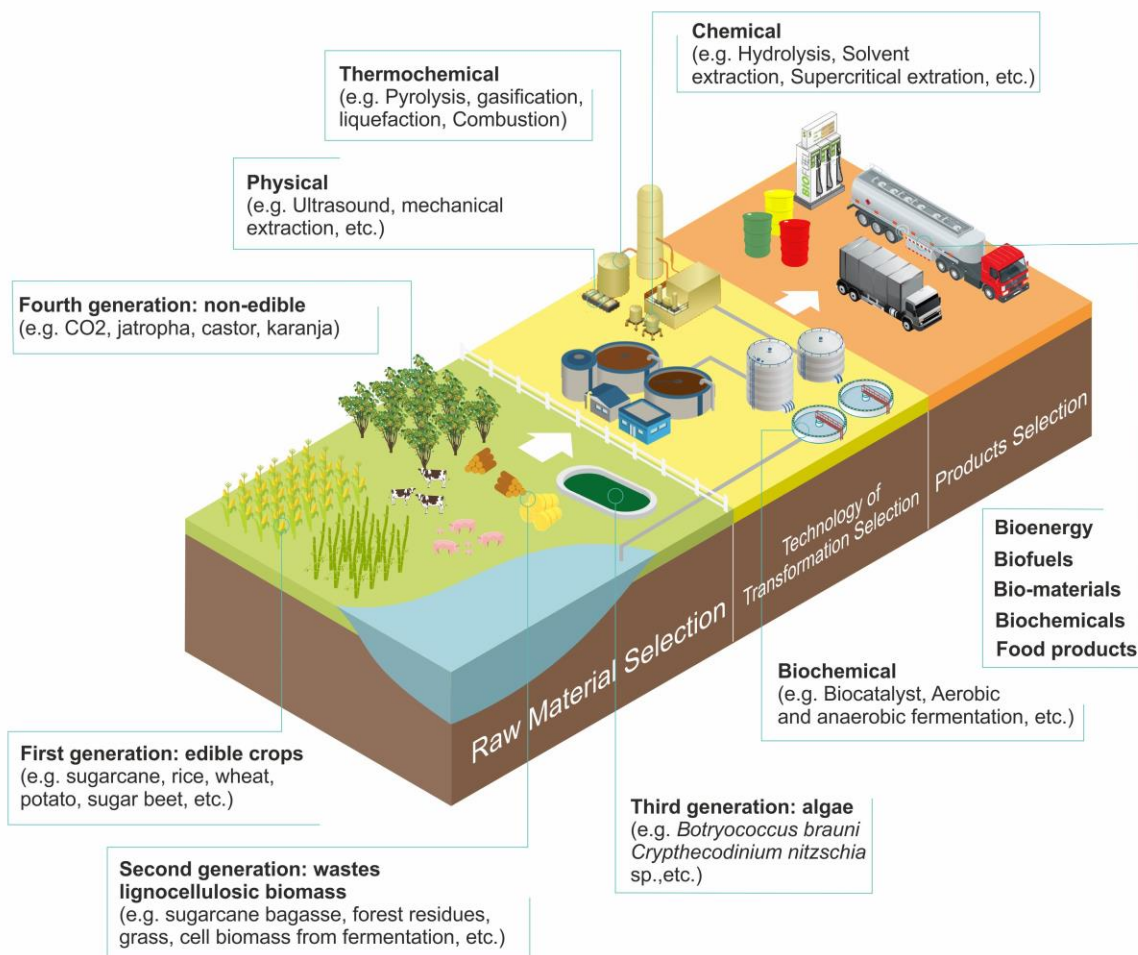 Chemical
(e.g. Hydrolysis, Solvent
extraction, Supercritical extration, etc.)
Thermochemical
(e.g. Pyrolysis, gasification,
liquefaction, Combustion)
Physical
(e.g. Ultrasound, mechanical
extraction, etc.)
Fourth generation: non-edible
(e.g. CO2, jatropha, castor, karanja)
BIOFUEL
Raw Material Selection
Technology of
Transformation Selection
Products Selection
Bioenergy
Biofuels
Bio-materials
Biochemicals
Food products
Biochemical
(e.g. Biocatalyst, Aerobic
and anaerobic fermentation, etc.)
First generation: edible crops
(e.g. sugarcane, rice, wheat,
potato, sugar beet, etc.)
Third generation: algae
(e.g. Botryococcus brauni
Crypthecodinium nitzschia
sp.,etc.)
Second generation: wastes
lignocellulosic biomass
(e.g. sugarcane bagasse, forest residues,
grass, cell biomass from fermentation, etc.)